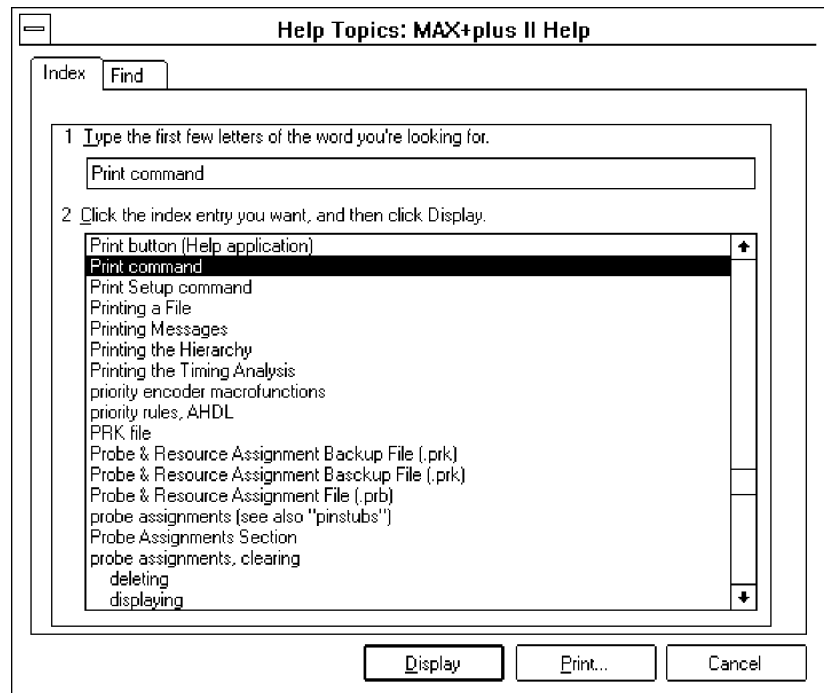 Help Topics: MAX+plus II Help
Index Find
1 Type the first few letters of the word you're looking for.
Print command
2 Click the index entry you want, and then click Display.
Print button (Help application)
Print command
Print Setup command
Printing a File
Printing Messages
Printing the Hierarchy
Printing the Timing Analysis
priority encoder macrofunctions
priority rules, AHDL
PRK file
Probe & Resource Assignment Backup File (.prk)
Probe & Resource Assignment Basckup File (.prk)
Probe & Resource Assignment File (.prb)
probe assignments (see also "pinstubs")
Probe Assignments Section
probe assignments, clearing
deleting
displaying
Display Print... Cancel